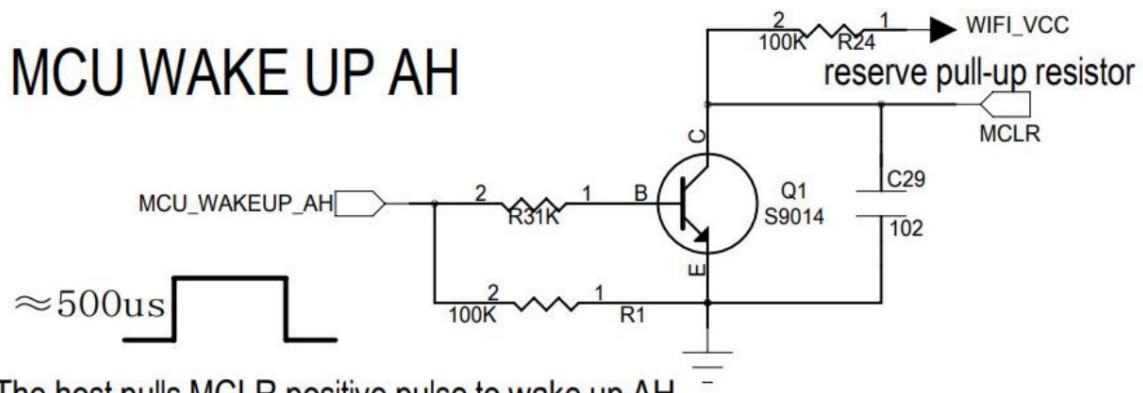 2 1 WIFI_VCC
100K R24
MCU WAKE UP AH
reserve pull-up resistor
MCLR
C
C29
MCU_WAKEUP_AH 2 1 B Q1
R31K S9014
102
E
≈500us
2 1
100K R1
The host pulls MCLR positive pulse to wake up AH